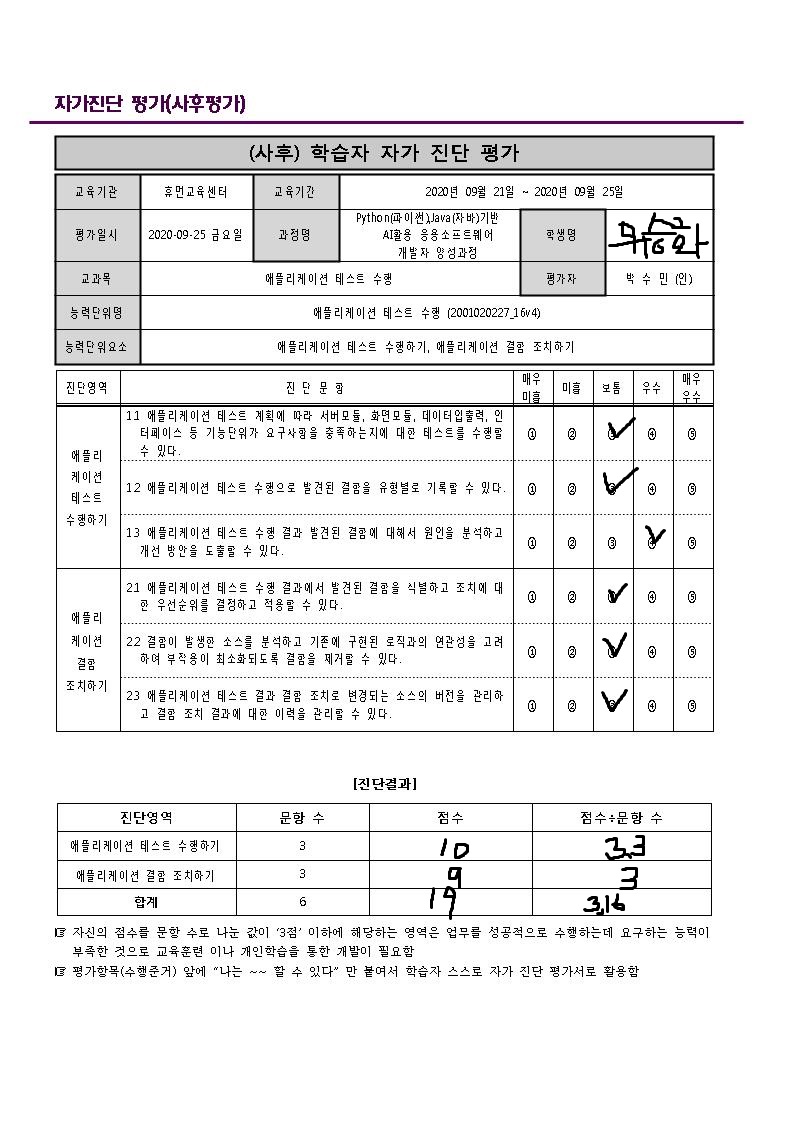 자가진단 평가(사후평가)
(사후) 학습자 자가 진단 평가
교육기관 휴먼교육센터 교육기간 2020년 09월 21일 ~ 2020년 09월 25일
평가일시 2020-09-25 금요일 과정명 Python(파이썬),Java(자바)기반
AI활용 응용소프트웨어
개발자 양성과정
학생명
교과목 애플리케이션 테스트 수행 평가자 박 수 민 (인)
능력단위명 애플리케이션 테스트 수행 (2001020227_16v4)
능력단위요소 애플리케이션 테스트 수행하기, 애플리케이션 결함 조치하기
진단영역 진 단 문 항 매우 미흡 미흡 보통 우수 매우 우수
애플리
케이션
테스트
수행하기
11 애플리케이션 테스트 계획에 따라 서버모듈, 화면모듈, 데이터입출력, 인
터페이스 등 기능단위가 요구사항을 충족하는지에 대한 테스트를 수행할
수 있다.
① ② ③ ④ ⑤
12 애플리케이션 테스트 수행으로 발견된 결함을 유형별로 기록할 수 있다.
① ② ③ ④ ⑤
13 애플리케이션 테스트 수행 결과 발견된 결함에 대해서 원인을 분석하고
개선 방안을 도출할 수 있다.
① ② ③ ④ ⑤
애플리
케이션
결함
조치하기
21 애플리케이션 테스트 수행 결과에서 발견된 결함을 식별하고 조치에 대
한 우선순위를 결정하고 적용할 수 있다.
① ② ③ ④ ⑤
22 결함이 발생한 소스를 분석하고 기존에 구현된 로직과의 연관성을 고려
하여 부작용이 최소화되도록 결함을 제거할 수 있다.
① ② ③ ④ ⑤
23 애플리케이션 테스트 결과 결함 조치로 변경되는 소스의 버전을 관리하
고 결함 조치 결과에 대한 이력을 관리할 수 있다.
① ② ③ ④ ⑤
[진단결과]
진단영역 문항 수 점수 점수÷문항 수
애플리케이션 테스트 수행하기 3 10 3.3
애플리케이션 결함 조치하기 3 9 3
합계 6 19 3.16
☞ 자신의 점수를 문항 수로 나눈 값이 ‘3점’ 이하에 해당하는 영역은 업무를 성공적으로 수행하는데 요구하는 능력이
부족한 것으로 교육훈련 이나 개인학습을 통한 개발이 필요함
☞ 평가항목(수행준거) 앞에 “나는 ~~ 할 수 있다” 만 붙여서 학습자 스스로 자가 진단 평가서로 활용함